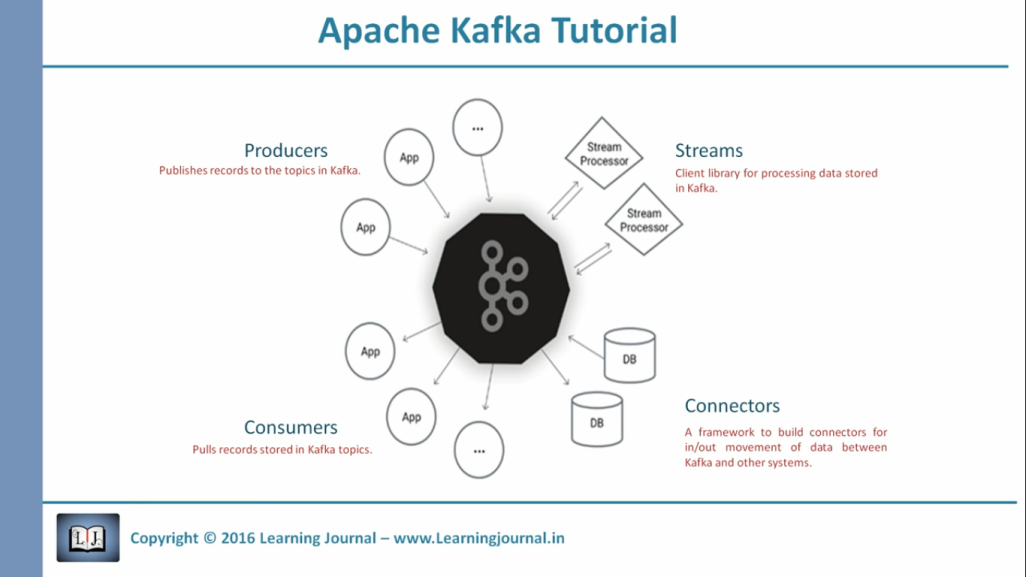 Apache Kafka Tutorial
Producers
Publishes records to the topics in Kafka.
App
...
App
Stream
Processor
Stream
Processor
Streams
Client library for processing data stored
in Kafka.
App
App
...
Consumers
Pulls records stored in Kafka topics.
DB
DB
Connectors
A framework to build connectors for
in/out movement of data between
Kafka and other systems.
L J
Copyright © 2016 Learning Journal – www.Learningjournal.in